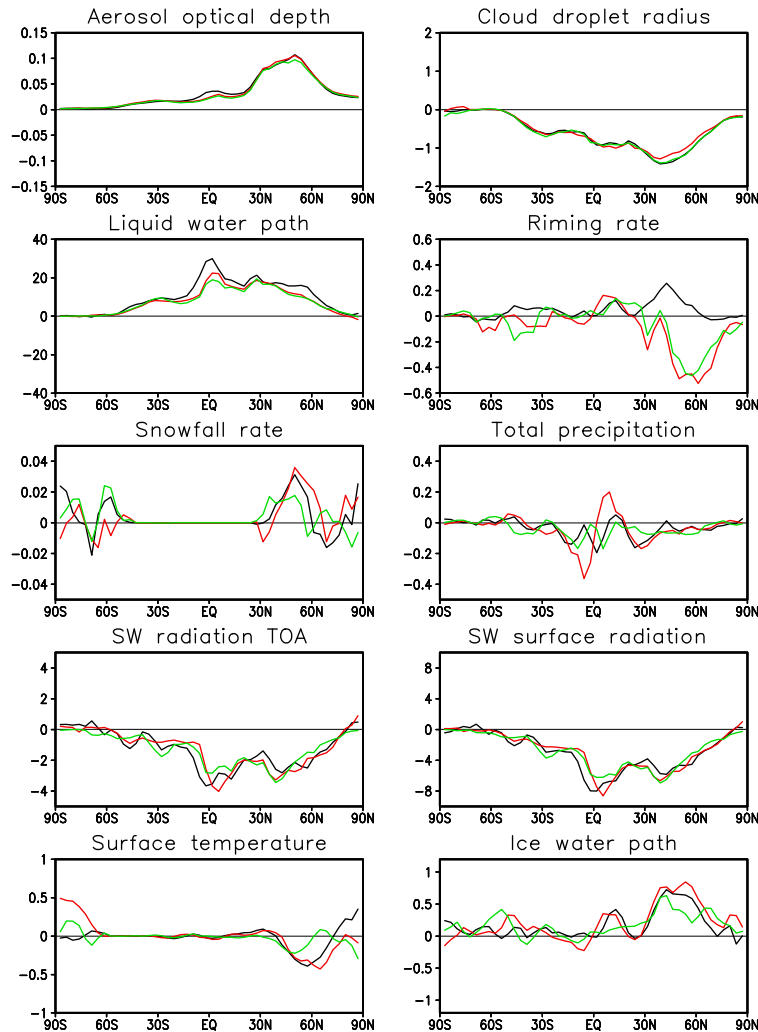 Aerosol optical depth
0.15
0.1
0.05
0
-0.05
-0.1
-0.15
90S 60S 30S EQ 30N 60N 90N
Cloud droplet radius
2
1
0
-1
-2
90S 60S 30S EQ 30N 60N 90N
Liquid water path
40
20
0
20
40
90S 60S 30S EQ 30N 60N 90N
Riming rate
0.6
0.4
0.2
0
-0.2
-0.4
-0.6
90S 60S 30S EQ 30N 60N 90N
Snowfall rate
0.04
0.02
0
-0.02
-0.04
90S 60S 30S EQ 30N 60N 90N
Total precipitation
0.4
0.2
0
-0.2
-0.4
90S 60S 30S EQ 30N 60N 90N
SW radiation TOA
4
2
0
-2
-4
90S 60S 30S EQ 30N 60N 90N
SW surface radiation
8
4
0
-4
-8
90S 60S 30S EQ 30N 60N 90N
Surface temperature
1
0.5
0
-0.5
-1
90S 60S 30S EQ 30N 60N 90N
Ice water path
1
0.5
0
-0.5
-1
90S 60S 30S EQ 30N 60N 90N